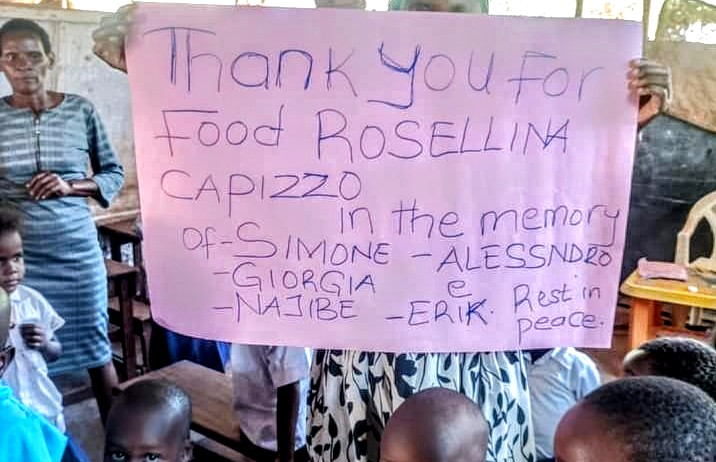 Thank you For
Food ROSELLINA
CAPIZZO
in the memory
Of - SIMONE - ALESSNDRO
- GIORGIA e
- NAJIBE - ERIK. Rest in
peace.